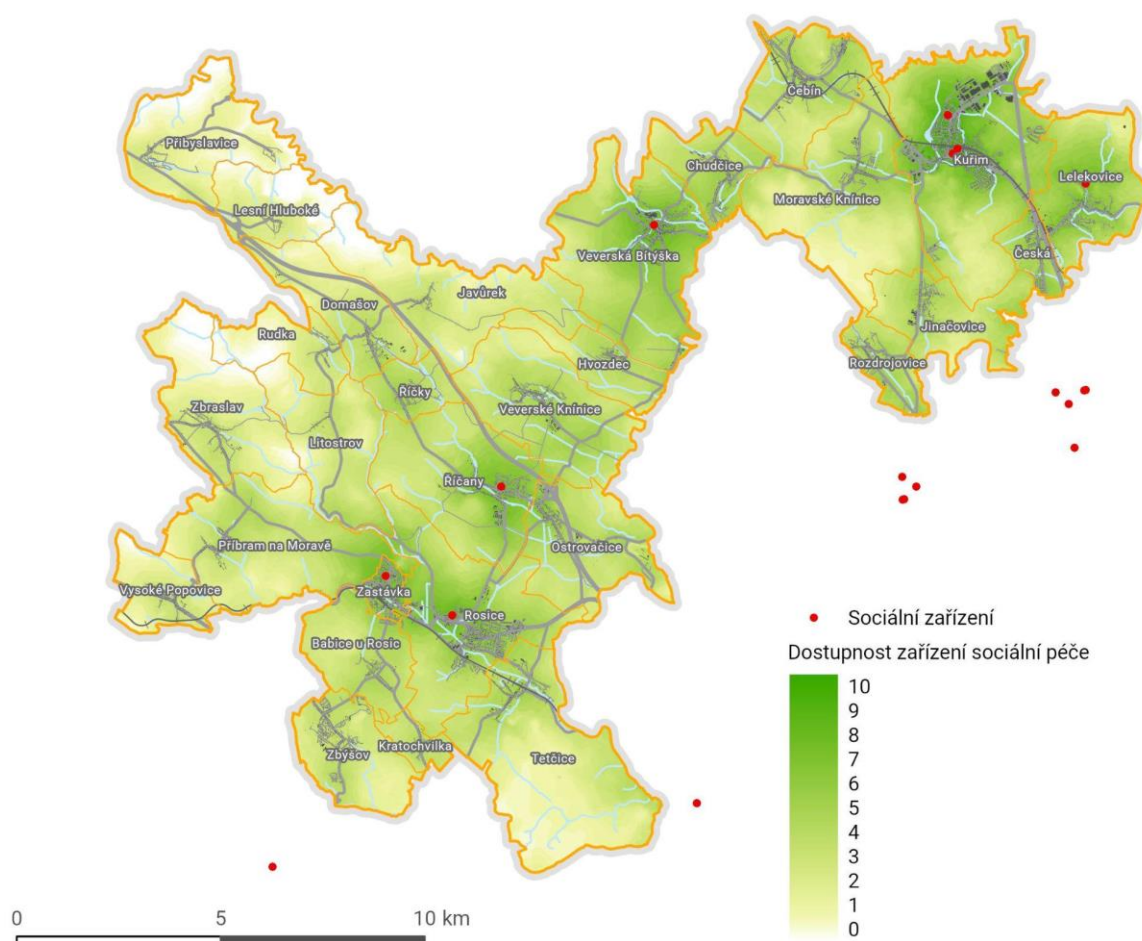 Čebín
Přibyslavice
Kuřim
Chudčice
Lelekovice
Moravské Knínice
Lesní Hluboké
Veverská Bítýška
Česká
Javůrek
Domašov
Jinačovice
Rudka
Hvozdec
Rozdrojovice
Říčky
Zbraslav
Veverské Knínice
Litostrov
Říčany
Příbram na Moravě
Ostrovačice
Vysoké Popovice
Zastávka
Rosice
Babice u Rosic
Zbýšov
Kratochvilka
Tetčice
Sociální zařízení
Dostupnost zařízení sociální péče
10
9
8
7
6
5
4
3
2
1
0
0 5 10 km